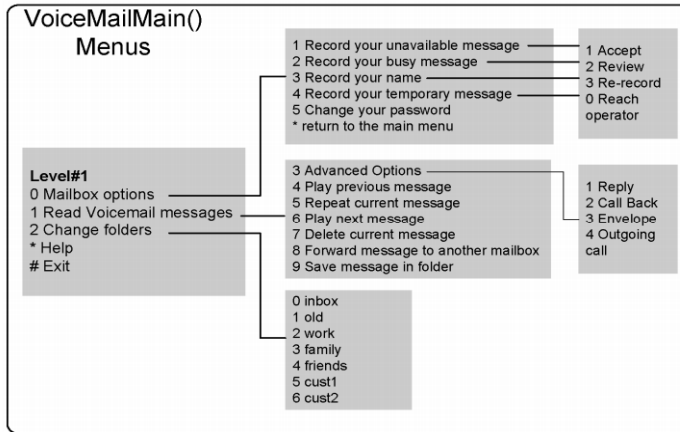 VoiceMailMain()
Menus
Level#1
0 Mailbox options
1 Read Voicemail messages
2 Change folders
* Help
# Exit
1 Record your unavailable message
2 Record your busy message
3 Record your name
4 Record your temporary message
5 Change your password
* return to the main menu
1 Accept
2 Review
3 Re-record
0 Reach
operator
3 Advanced Options
4 Play previous message
5 Repeat current message
6 Play next message
7 Delete current message
8 Forward message to another mailbox
9 Save message in folder
1 Reply
2 Call Back
3 Envelope
4 Outgoing
call
0 inbox
1 old
2 work
3 family
4 friends
5 cust1
6 cust2